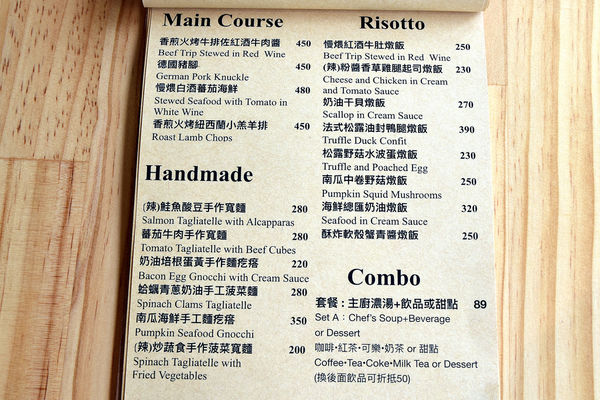 Main Course
香煎火烤牛排佐紅酒牛肉醬 450
Beef Trip Stewed in Red Wine
德國豬腳 450
German Pork Knuckle
慢煨白酒蕃茄海鮮 480
Stewed Seafood with Tomato in
White Wine
香煎火烤紐西蘭小羔羊排 450
Roast Lamb Chops
Handmade
(辣)鮭魚酸豆手作寬麵 280
Salmon Tagliatelle with Alcapparas
蕃茄牛肉手作寬麵 280
Tomato Tagliatelle with Beef Cubes
奶油培根蛋黃手作麵疙瘩 220
Bacon Egg Gnocchi with Cream Sauce
蛤蠣青蔥奶油手工菠菜麵 280
Spinach Clams Tagliatelle
南瓜海鮮手工麵疙瘩 350
Pumpkin Seafood Gnocchi
(辣)炒蔬食手作菠菜寬麵 200
Spinach Tagliatelle with
Fried Vegetables
Risotto
慢煨紅酒牛肚燉飯 250
Beef Trip Stewed in Red Wine
(辣)粉醬香草雞腿起司燉飯 230
Cheese and Chicken in Cream
and Tomato Sauce
奶油干貝燉飯 270
Scallop in Cream Sauce
法式松露油封鴨腿燉飯 390
Truffle Duck Confit
松露野菇水波蛋燉飯 230
Truffle and Poached Egg
南瓜中卷野菇燉飯 250
Pumpkin Squid Mushrooms
海鮮總匯奶油燉飯 320
Seafood in Cream Sauce
酥炸軟殼蟹青醬燉飯 250
Combo
套餐：主廚濃湯+飲品或甜點 89
Set A：Chef's Soup+Beverage
or Dessert
咖啡•紅茶•可樂•奶茶 或 甜點
Coffee•Tea•Coke•Milk Tea or Dessert
(換後面飲品可折抵50)